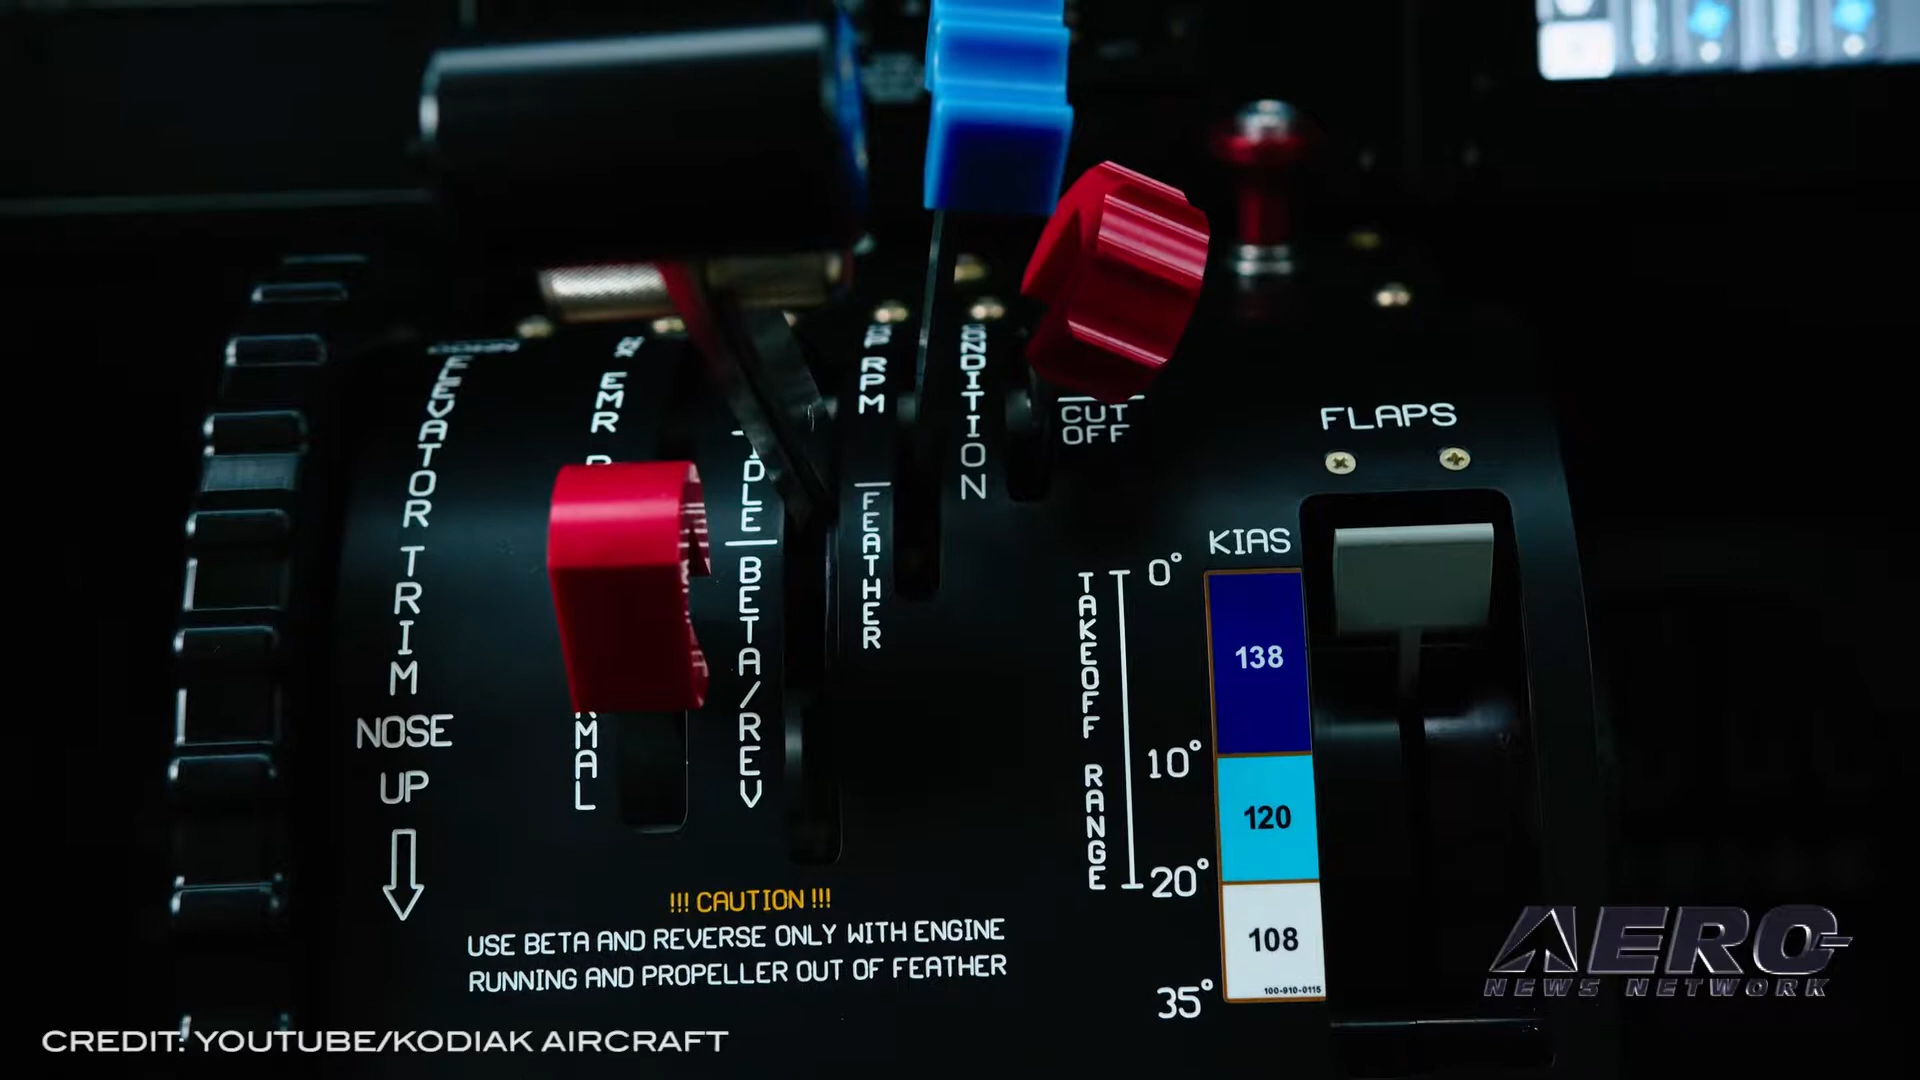 ELEVATOR TRIM
NOSE
UP
EMR
IDLE
BETA/REV
RPM
FEATHER
CUT
OFF
FLAPS
KIAS
TAKEOFF RANGE
0°
10°
20°
35°
138
120
108
100-910-0115
!!! CAUTION !!!
USE BETA AND REVERSE ONLY WITH ENGINE
RUNNING AND PROPELLER OUT OF FEATHER
AERO
NEWS NETWORK
CREDIT: YOUTUBE/KODIAK AIRCRAFT